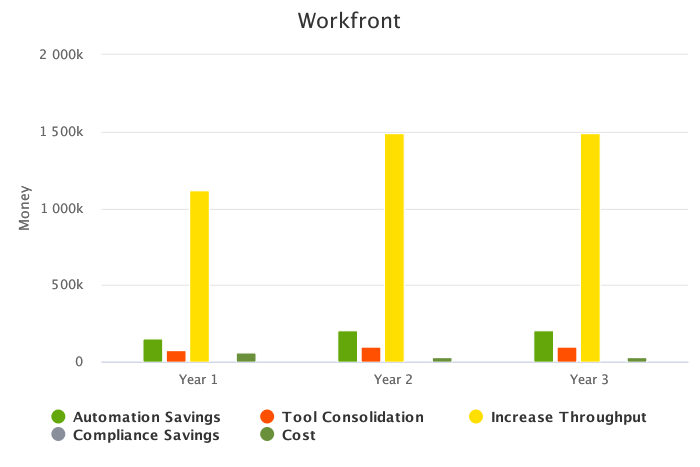 Workfront
2 000k
1 500k
1 000k
500k
0
Money
Year 1 Year 2 Year 3
Automation Savings Tool Consolidation Increase Throughput
Compliance Savings Cost